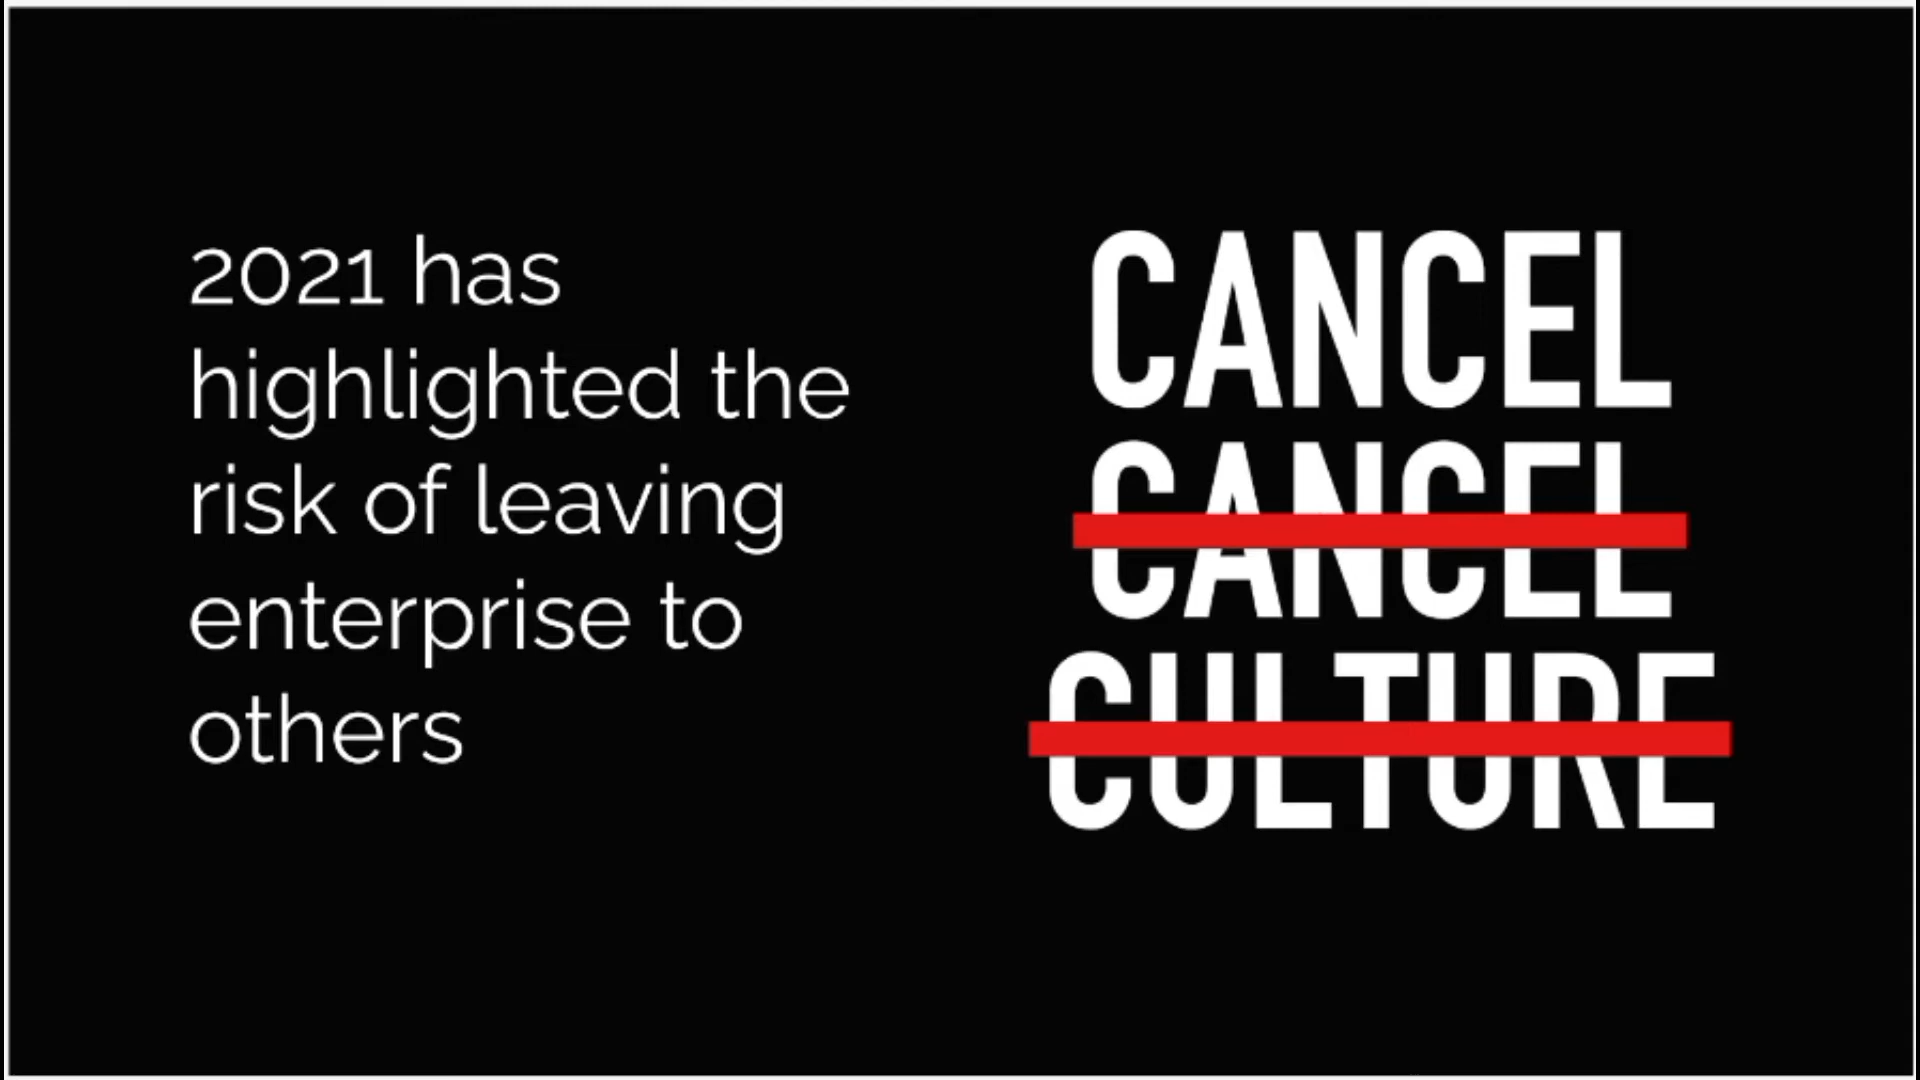 2021 has
highlighted the
risk of leaving
enterprise to
others
CANCEL
CANCEL
CULTURE